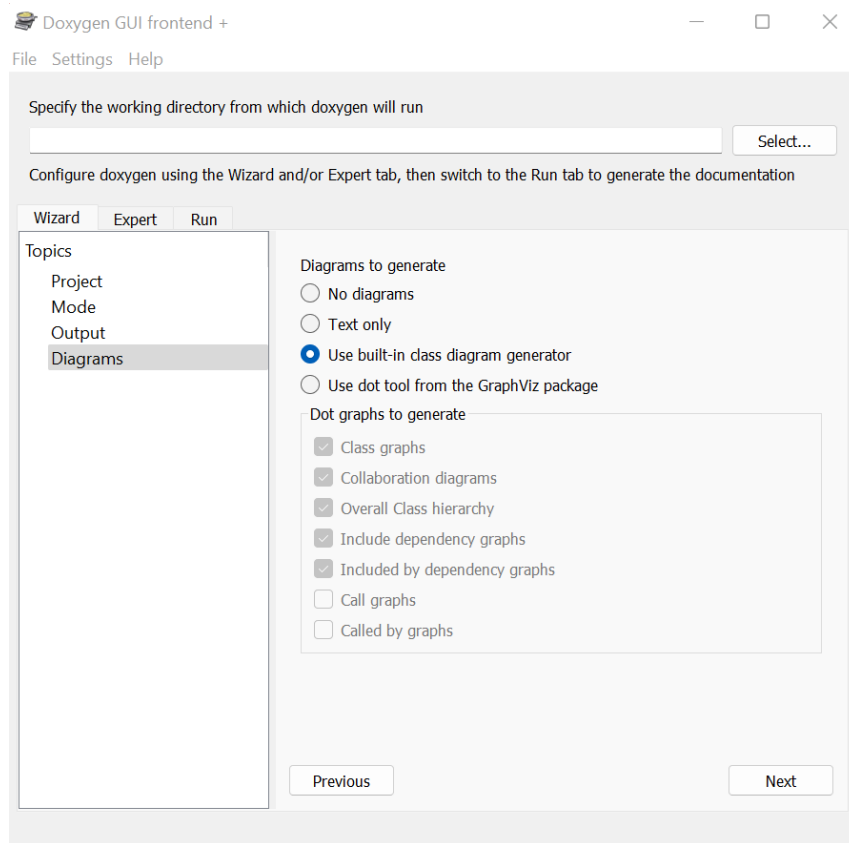 Doxygen GUI frontend +
File Settings Help
Specify the working directory from which doxygen will run
Select...
Configure doxygen using the Wizard and/or Expert tab, then switch to the Run tab to generate the documentation
Wizard Expert Run
Topics
Project
Mode
Output
Diagrams
Diagrams to generate
No diagrams
Text only
Use built-in class diagram generator
Use dot tool from the GraphViz package
Dot graphs to generate
Class graphs
Collaboration diagrams
Overall Class hierarchy
Include dependency graphs
Included by dependency graphs
Call graphs
Called by graphs
Previous Next